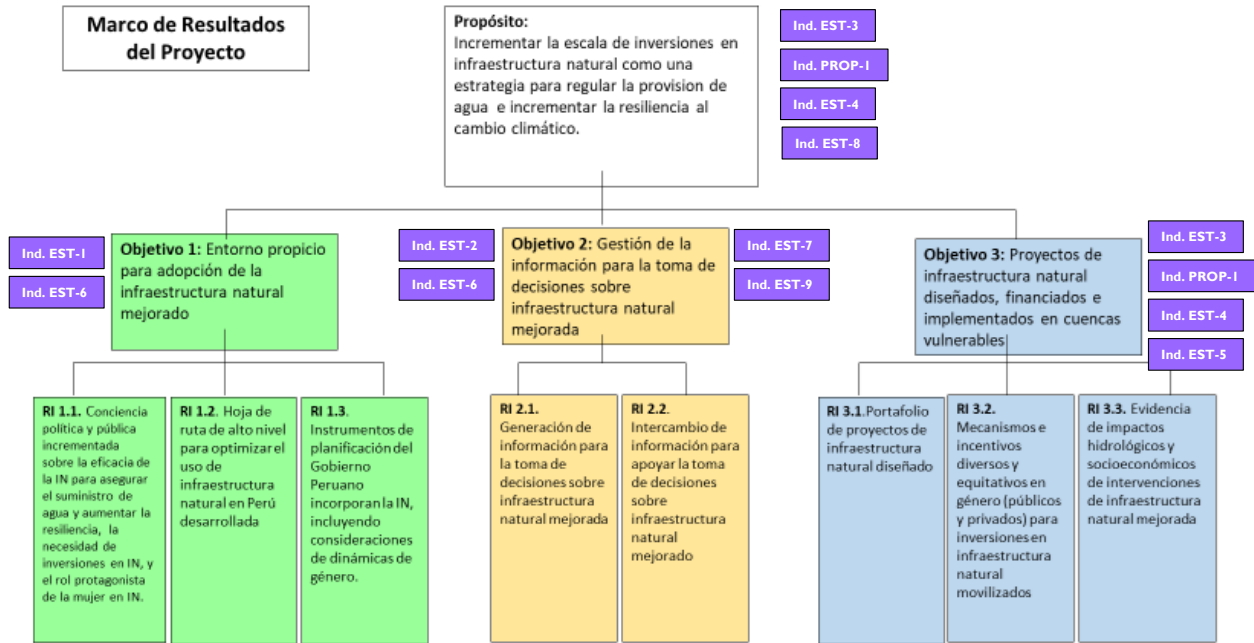 Marco de Resultados
del Proyecto
Propósito:
Incrementar la escala de inversiones en
infraestructura natural como una
estrategia para regular la provision de
agua e incrementar la resiliencia al
cambio climático.
Ind. EST-3
Ind. PROP-1
Ind. EST-4
Ind. EST-8
Ind. EST-1
Ind. EST-6
Objetivo 1: Entorno propicio
para adopción de la
infraestructura natural
mejorado
Ind. EST-2
Ind. EST-6
Objetivo 2: Gestión de la
información para la toma de
decisiones sobre
infraestructura natural
mejorada
Ind. EST-7
Ind. EST-9
Objetivo 3: Proyectos de
infraestructura natural
diseñados, financiados e
implementados en cuencas
vulnerables
Ind. EST-3
Ind. PROP-1
Ind. EST-4
Ind. EST-5
RI 1.1. Conciencia
política y pública
incrementada
sobre la eficacia de
la IN para asegurar
el suministro de
agua y aumentar la
resiliencia, la
necesidad de
inversiones en IN, y
el rol protagonista
de la mujer en IN.
RI 1.2. Hoja de
ruta de alto nivel
para optimizar el
uso de
infraestructura
natural en Perú
desarrollada
RI 1.3.
Instrumentos de
planificación del
Gobierno
Peruano
incorporan la IN,
incluyendo
consideraciones
de dinámicas de
género.
RI 2.1.
Generación de
información para
la toma de
decisiones sobre
infraestructura
natural mejorada
RI 2.2.
Intercambio de
información para
apoyar la toma
de decisiones
sobre
infraestructura
natural
mejorado
RI 3.1.Portafolio
de proyectos de
infraestructura
natural diseñado
RI 3.2.
Mecanismos e
incentivos
diversos y
equitativos en
género (públicos
y privados) para
inversiones en
infraestructura
natural
movilizados
RI 3.3. Evidencia
de impactos
hidrológicos y
socioeconómicos
de intervenciones
de infraestructura
natural mejorada